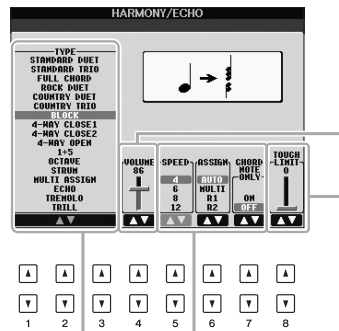 HARMONY/ECHO
TYPE
STANDARD DUET
STANDARD TRIO
FULL CHORD
ROCK DUET
COUNTRY DUET
COUNTRY TRIO
BLOCK
4-WAY CLOSE1
4-WAY CLOSE2
4-WAY OPEN
1+5
OCTAVE
STRUM
MULTI ASSIGN
ECHO
TREMOLO
TRILL
VOLUME
86
SPEED
4
6
8
12
ASSIGN
AUTO
MULTI
R1
R2
CHORD
NOTE
ONLY
ON
OFF
TOUCH
LIMIT
0
1 2 3 4 5 6 7 8